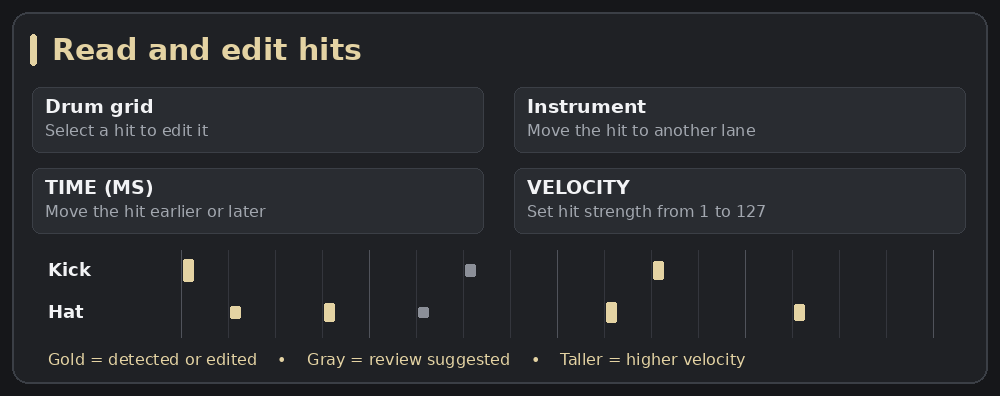 Read and edit hits
Drum grid
Select a hit to edit it
Instrument
Move the hit to another lane
TIME (MS)
Move the hit earlier or later
VELOCITY
Set hit strength from 1 to 127
Kick
Hat
Gold = detected or edited • Gray = review suggested • Taller = higher velocity